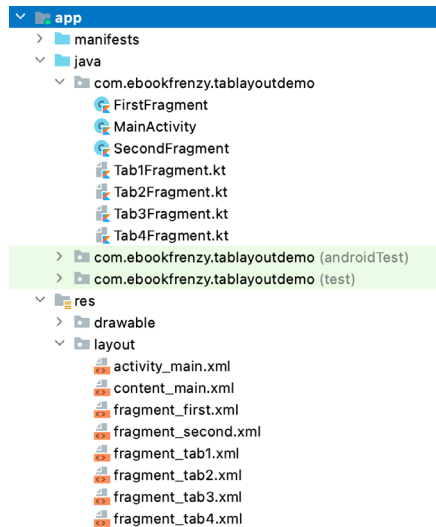 app
manifests
java
com.ebookfrenzy.tablayoutdemo
FirstFragment
MainActivity
SecondFragment
Tab1Fragment.kt
Tab2Fragment.kt
Tab3Fragment.kt
Tab4Fragment.kt
com.ebookfrenzy.tablayoutdemo (androidTest)
com.ebookfrenzy.tablayoutdemo (test)
res
drawable
layout
activity_main.xml
content_main.xml
fragment_first.xml
fragment_second.xml
fragment_tab1.xml
fragment_tab2.xml
fragment_tab3.xml
fragment_tab4.xml